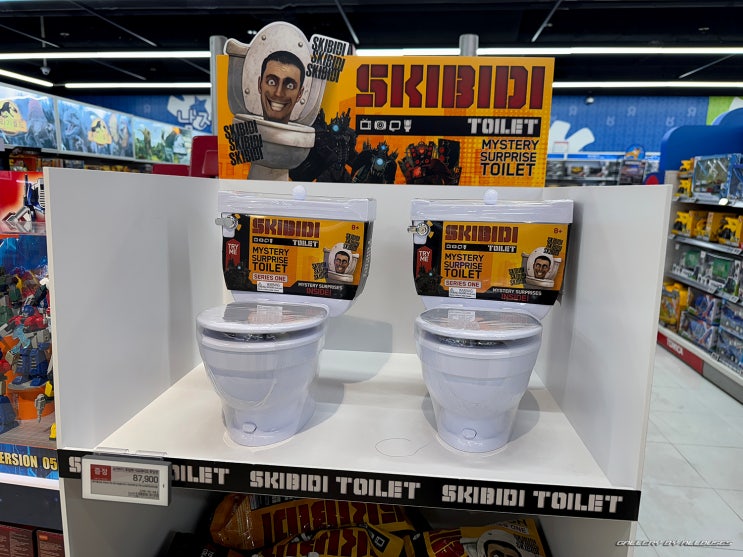 SKIBIDI
SKIBIDI
SKIBIDI
SKIBIDI
TOILET
MYSTERY
SURPRISE
TOILET
SKIBIDI
SKIBIDI
SKIBIDI
SKIBIDI
TOILET
8+
TRY
ME
MYSTERY
SURPRISE
TOILET
SERIES ONE
MYSTERY SURPRISES
INSIDE!
SKIBIDI
TOILET
8+
TRY
ME
MYSTERY
SURPRISE
TOILET
SERIES ONE
MYSTERY SURPRISES
INSIDE!
ERSION 05
87,900
TOILET SKIBIDI TOILET SKIBIDI TOILET
GALLERY BY